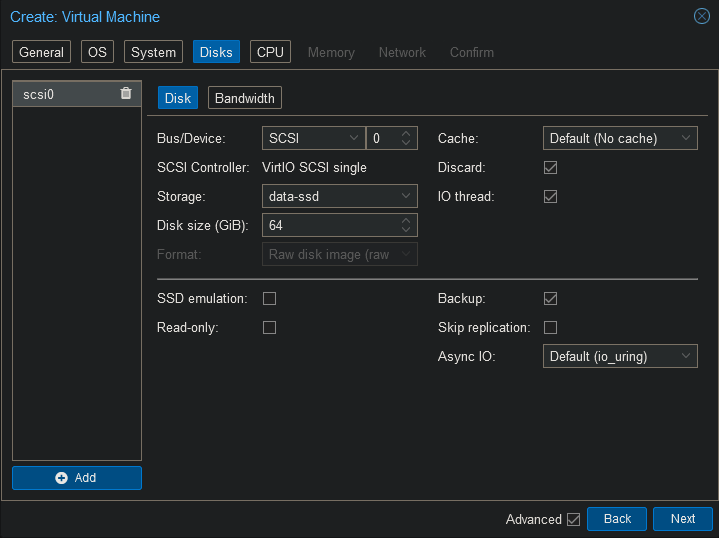 Create: Virtual Machine
General OS System Disks CPU Memory Network Confirm
scsi0
Disk Bandwidth
Bus/Device: SCSI 0 Cache: Default (No cache)
SCSI Controller: VirtIO SCSI single Discard:
Storage: data-ssd IO thread:
Disk size (GiB): 64
Format: Raw disk image (raw
SSD emulation: Backup:
Read-only: Skip replication:
Async IO: Default (io_uring)
Add
Advanced Back Next